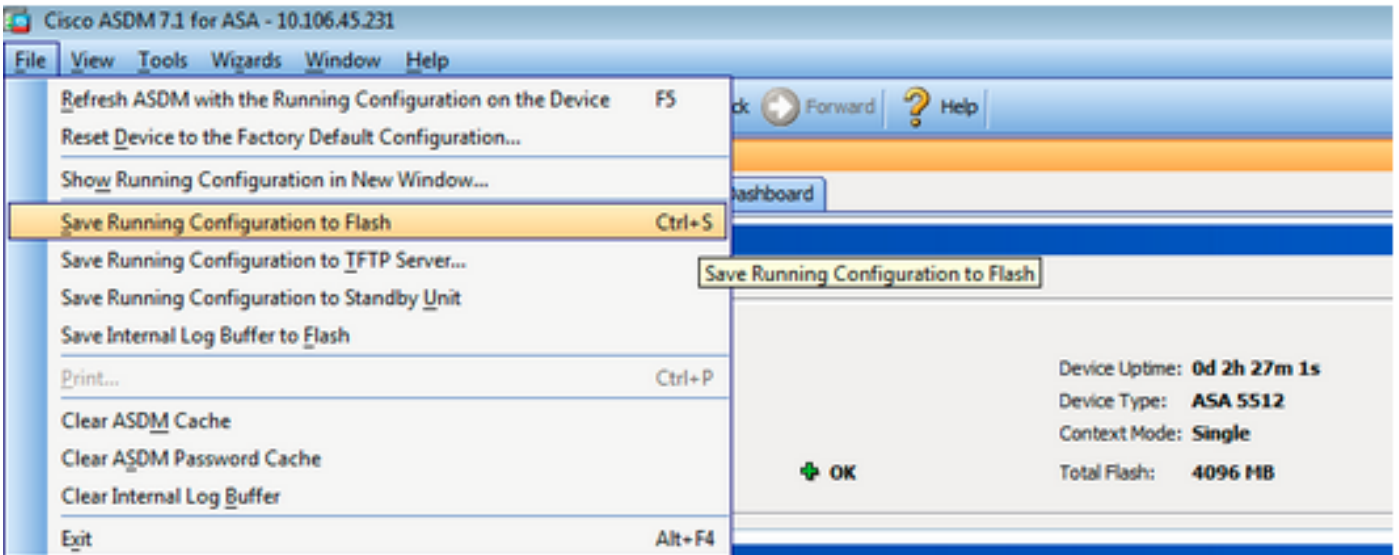 Cisco ASDM 7.1 for ASA - 10.106.45.231
File View Tools Wizards Window Help
Refresh ASDM with the Running Configuration on the Device F5
Reset Device to the Factory Default Configuration...
Show Running Configuration in New Window...
Save Running Configuration to Flash Ctrl+S
Save Running Configuration to TFTP Server...
Save Running Configuration to Standby Unit
Save Internal Log Buffer to Flash
Print... Ctrl+P
Clear ASDM Cache
Clear ASDM Password Cache
Clear Internal Log Buffer
Exit Alt+F4
ck Forward Help
Dashboard
Save Running Configuration to Flash
Device Uptime: 0d 2h 27m 1s
Device Type: ASA 5512
Context Mode: Single
OK Total Flash: 4096 MB